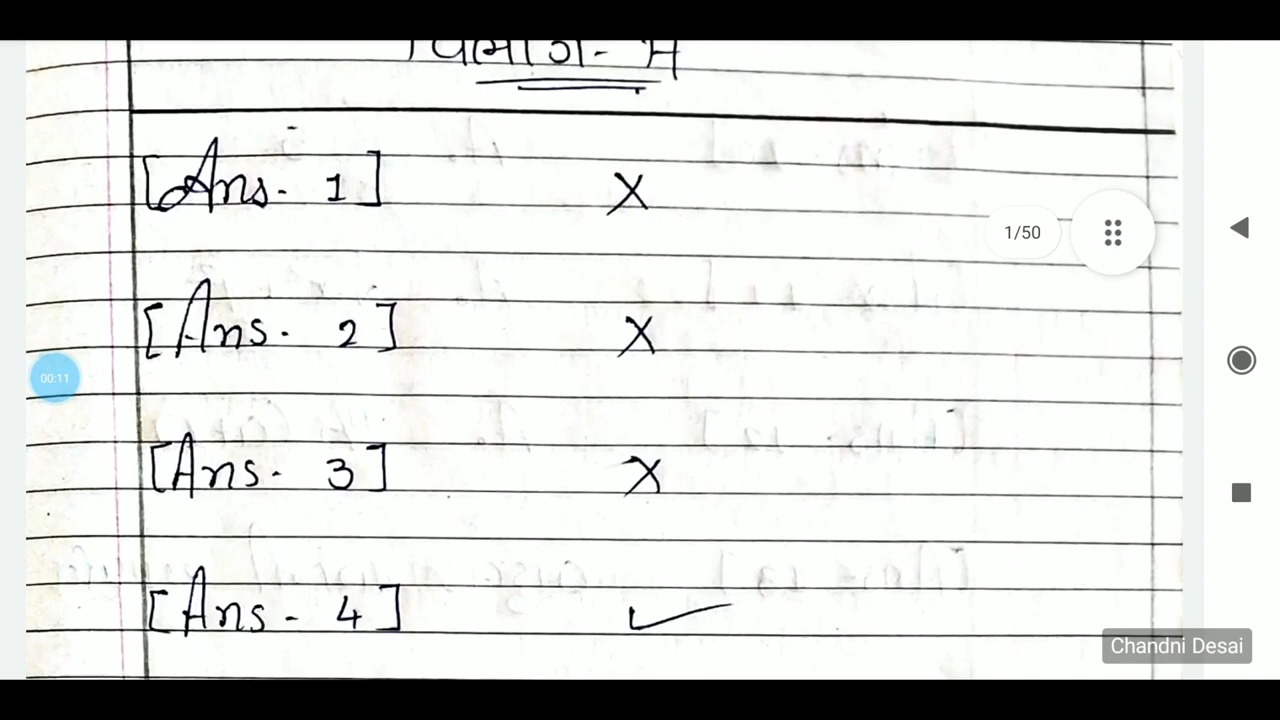 વિભાગ- A
[Ans. 1] X
1/50
[Ans. 2] X
00:11
[Ans. 3] X
[Ans - 4] ✓
Chandni Desai